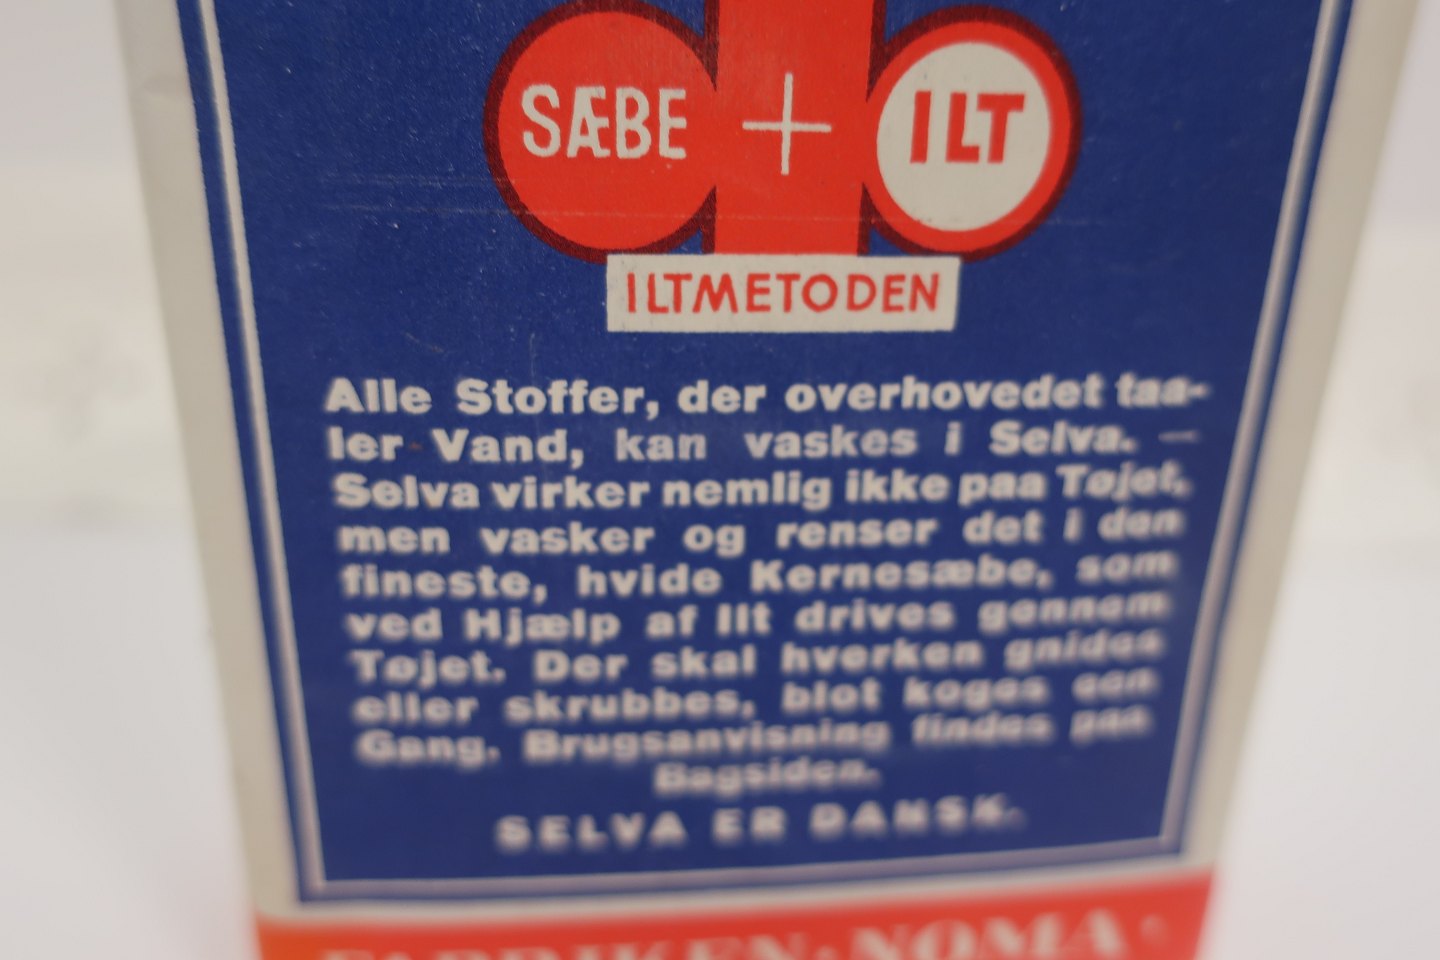 SÆBE + ILT
ILTMETODEN
Alle Stoffer, der overhovedet taa-
ler Vand, kan vaskes i Selva. —
Selva virker nemlig ikke paa Tøjet,
men vasker og renser det i den
fineste, hvide Kernesæbe, som
ved Hjælp af Ilt drives gennem
Tøjet. Der skal hverken gnides
eller skrubbes, blot koges een
Gang. Brugsanvisning findes paa
Bagsiden.
SELVA ER DANSK.
FABRIKEN · NOMA ·